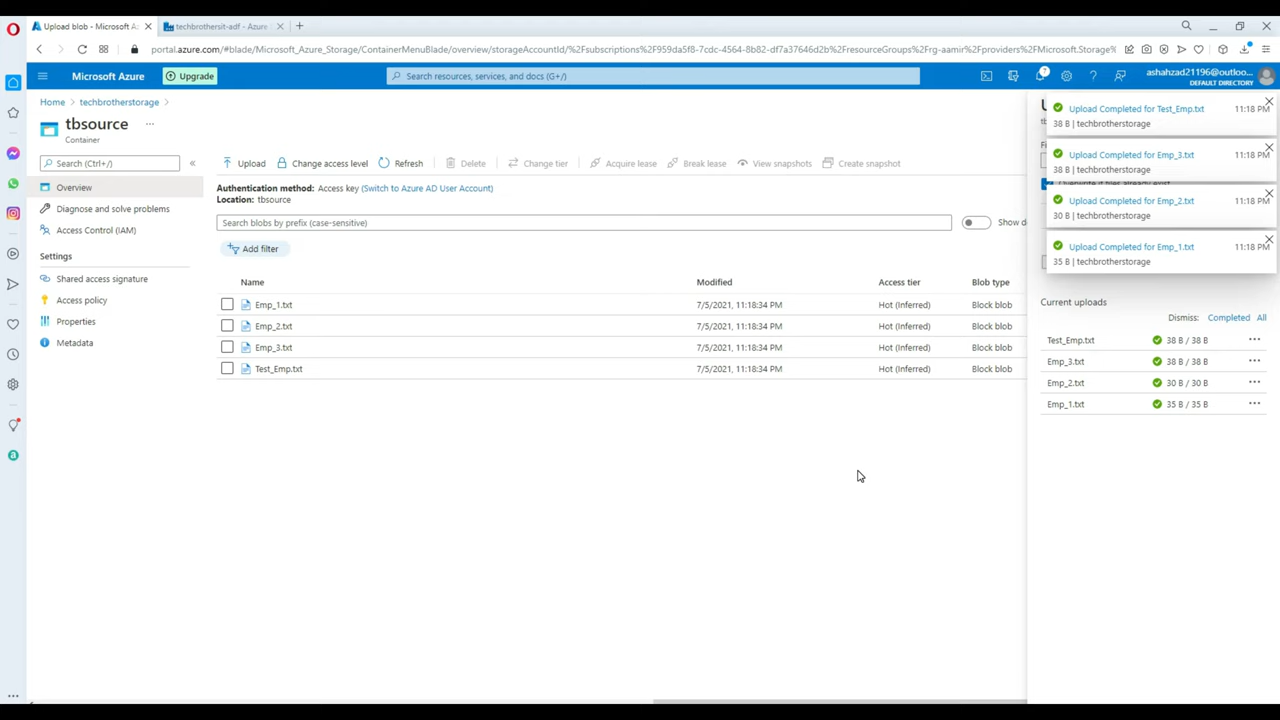 Upload blob - Microsoft A
techbrothersit-adf - Azure
portal.azure.com/#blade/Microsoft_Azure_Storage/ContainerMenuBlade/overview/storageAccountId/%2Fsubscriptions%2F959da5f8-7cdc-4564-8b82-df7a37646d2b%2FresourceGroups%2Frg-aamir%2Fproviders%2FMicrosoft.Storage%
Microsoft Azure
Upgrade
Search resources, services, and docs (G+/)
ashahzad21196@outloo...
DEFAULT DIRECTORY
Home > techbrotherstorage >
tbsource
...
Container
Search (Ctrl+/)
Overview
Diagnose and solve problems
Access Control (IAM)
Settings
Shared access signature
Access policy
Properties
Metadata
Upload
Change access level
Refresh
Delete
Change tier
Acquire lease
Break lease
View snapshots
Create snapshot
Authentication method: Access key (Switch to Azure AD User Account)
Location: tbsource
Search blobs by prefix (case-sensitive)
Show d
Add filter
Name Modified Access tier Blob type
Emp_1.txt 7/5/2021, 11:18:34 PM Hot (Inferred) Block blob
Emp_2.txt 7/5/2021, 11:18:34 PM Hot (Inferred) Block blob
Emp_3.txt 7/5/2021, 11:18:34 PM Hot (Inferred) Block blob
Test_Emp.txt 7/5/2021, 11:18:34 PM Hot (Inferred) Block blob
Upload Completed for Test_Emp.txt 11:18 PM
38 B | techbrotherstorage
Upload Completed for Emp_3.txt 11:18 PM
38 B | techbrotherstorage
Upload Completed for Emp_2.txt 11:18 PM
30 B | techbrotherstorage
Upload Completed for Emp_1.txt 11:18 PM
35 B | techbrotherstorage
Current uploads
Dismiss: Completed All
Test_Emp.txt 38 B / 38 B ...
Emp_3.txt 38 B / 38 B ...
Emp_2.txt 30 B / 30 B ...
Emp_1.txt 35 B / 35 B ...